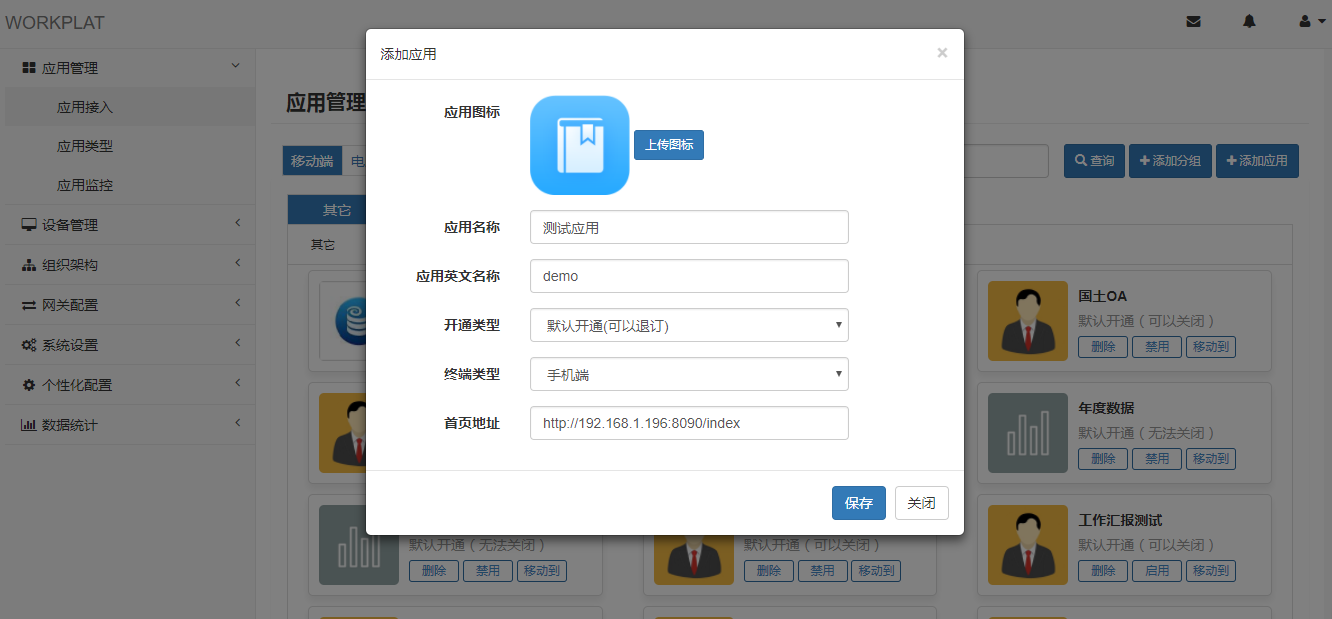 WORKPLAT
应用管理
应用接入
应用类型
应用监控
设备管理
组织架构
网关配置
系统设置
个性化配置
数据统计
应用管理
移动端
电
查询
添加分组
添加应用
其它
其它
添加应用
×
应用图标
上传图标
应用名称
测试应用
应用英文名称
demo
开通类型
默认开通(可以退订)
终端类型
手机端
首页地址
http://192.168.1.196:8090/index
保存
关闭
国土OA
默认开通（可以关闭）
删除 禁用 移动到
年度数据
默认开通（无法关闭）
删除 禁用 移动到
默认开通（无法关闭）
删除 禁用 移动到
默认开通（可以关闭）
删除 禁用 移动到
工作汇报测试
默认开通（可以关闭）
删除 启用 移动到